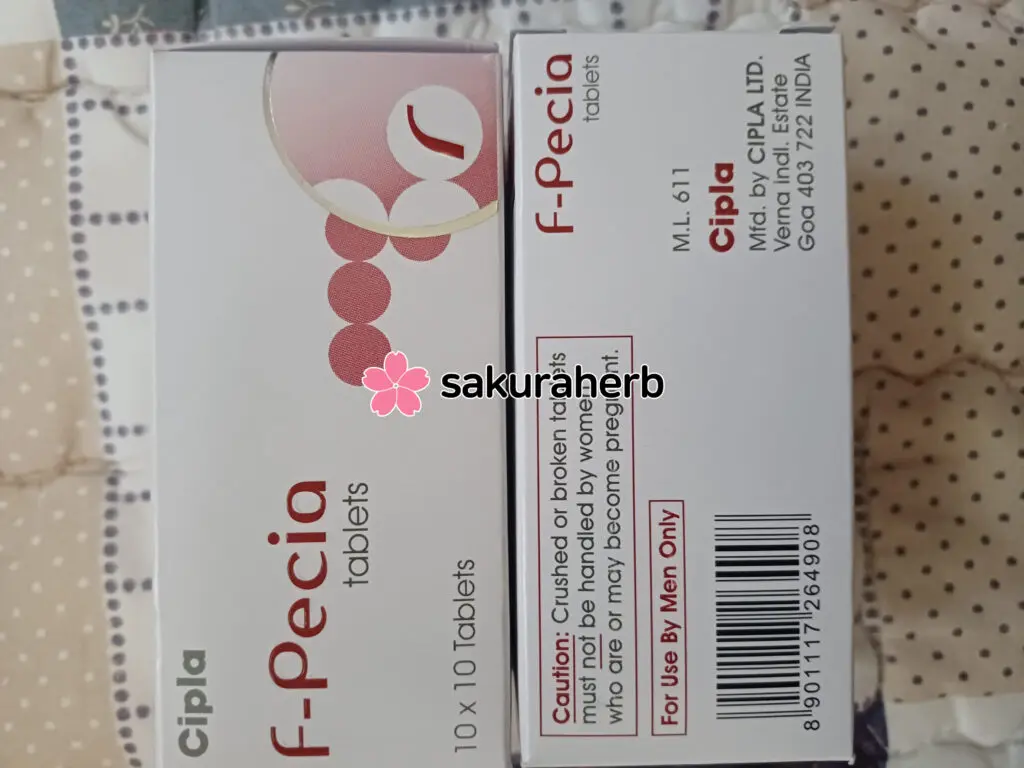 Cipla
F-Pecia
tablets
10 x 10 Tablets
F-Pecia
tablets
M.L. 611
Cipla
Mfd. by CIPLA LTD.
Verna Indl. Estate
Goa 403 722 INDIA
Caution: Crushed or broken tablets
must not be handled by women
who are or may become pregnant.
For Use By Men Only
8 901117 264908
sakuraherb